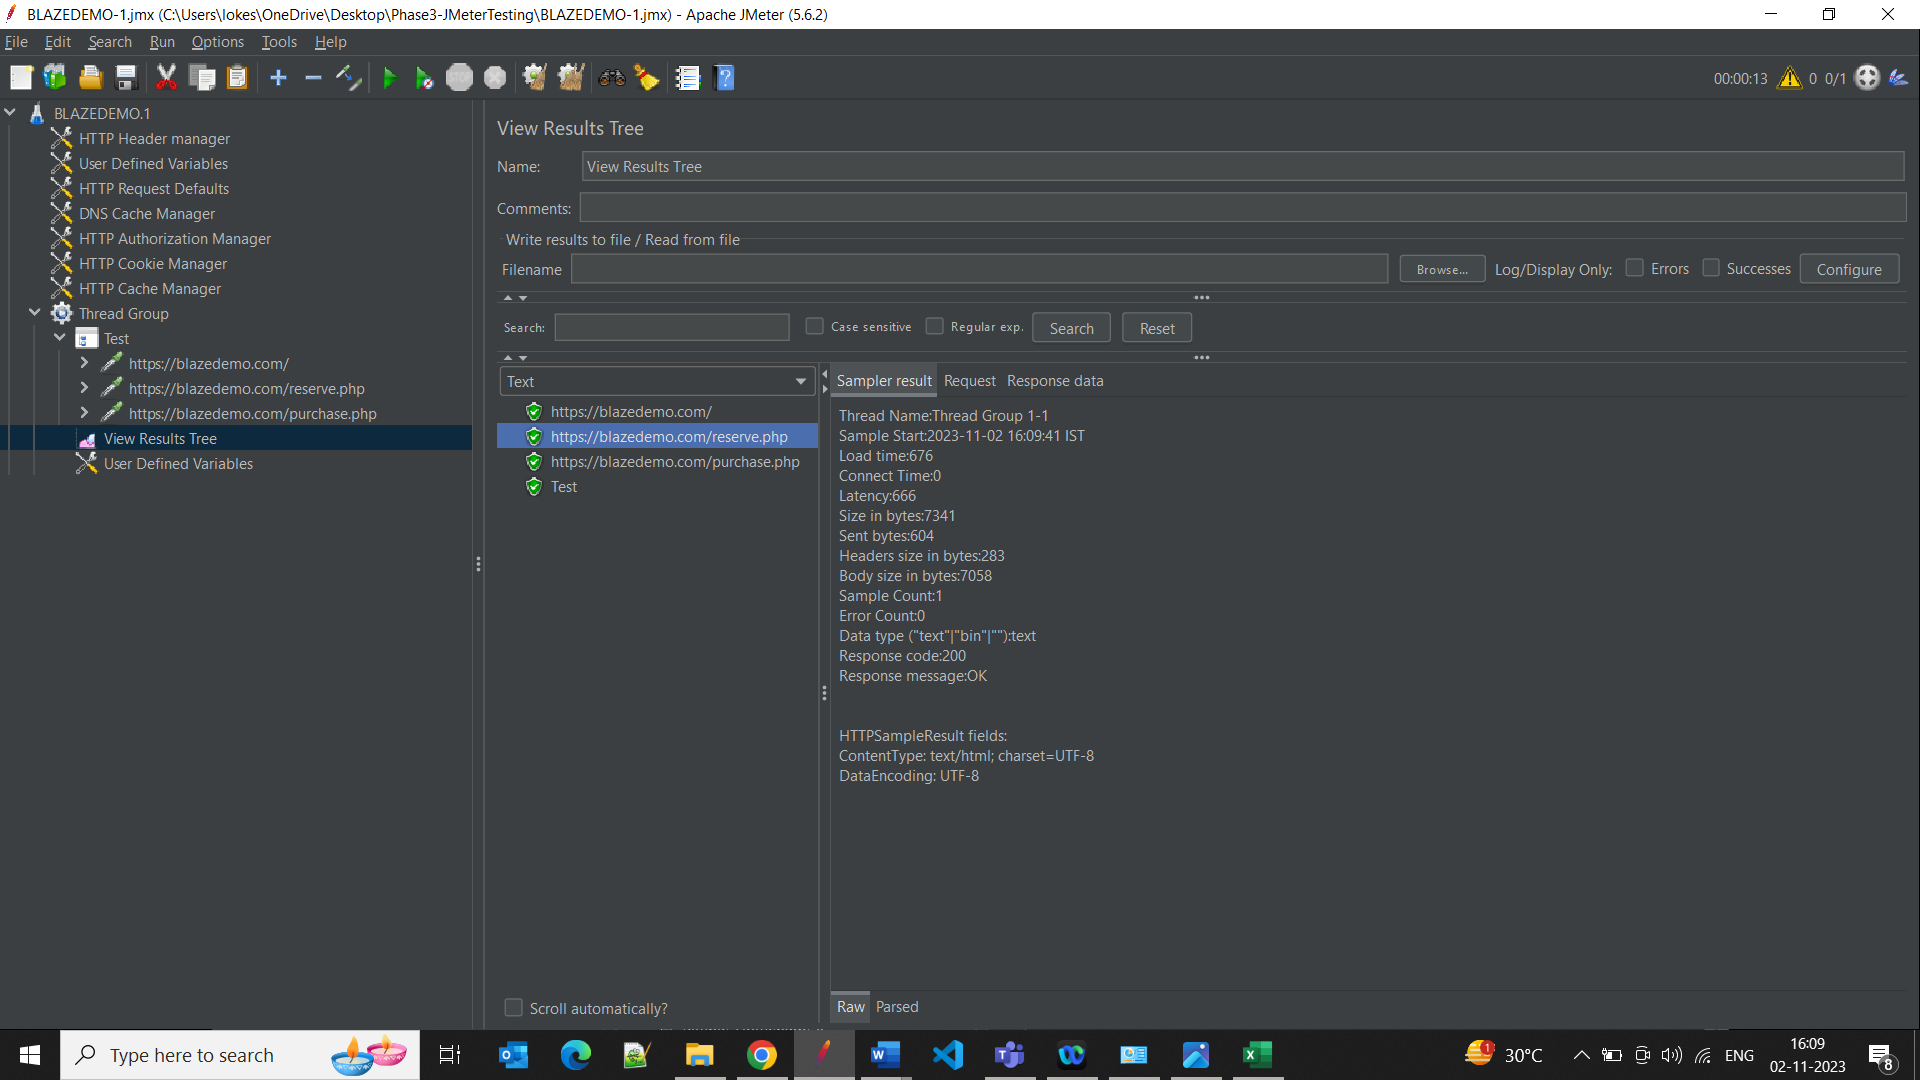 BLAZEDEMO-1.jmx (C:\Users\lokes\OneDrive\Desktop\Phase3-JMeterTesting\BLAZEDEMO-1.jmx) - Apache JMeter (5.6.2)
File Edit Search Run Options Tools Help
STOP
00:00:13 0 0/1
BLAZEDEMO.1
HTTP Header manager
User Defined Variables
HTTP Request Defaults
DNS Cache Manager
HTTP Authorization Manager
HTTP Cookie Manager
HTTP Cache Manager
Thread Group
Test
https://blazedemo.com/
https://blazedemo.com/reserve.php
https://blazedemo.com/purchase.php
View Results Tree
User Defined Variables
View Results Tree
Name: View Results Tree
Comments:
Write results to file / Read from file
Filename Browse... Log/Display Only: Errors Successes Configure
Search: Case sensitive Regular exp. Search Reset
Text
https://blazedemo.com/
https://blazedemo.com/reserve.php
https://blazedemo.com/purchase.php
Test
Scroll automatically?
Sampler result Request Response data
Thread Name:Thread Group 1-1
Sample Start:2023-11-02 16:09:41 IST
Load time:676
Connect Time:0
Latency:666
Size in bytes:7341
Sent bytes:604
Headers size in bytes:283
Body size in bytes:7058
Sample Count:1
Error Count:0
Data type ("text"|"bin"|""):text
Response code:200
Response message:OK
HTTPSampleResult fields:
ContentType: text/html; charset=UTF-8
DataEncoding: UTF-8
Raw Parsed
Type here to search
1 30°C
ENG
16:09
02-11-2023
8